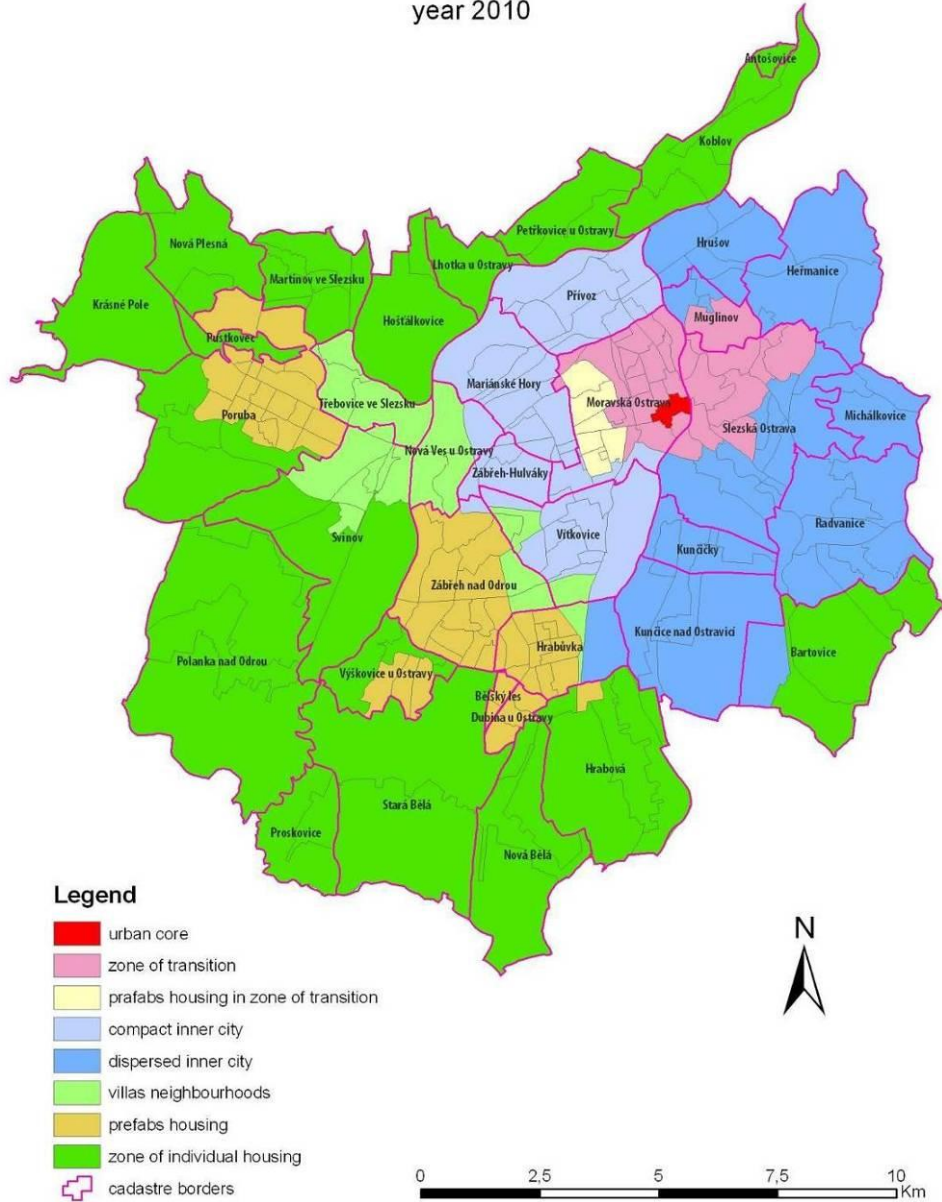 year 2010
Antošovice
Koblov
Petřkovice u Ostravy
Hrušov
Nová Plesná
Lhotka u Ostravy
Heřmanice
Martinov ve Slezsku
Krásné Pole
Přívoz
Hošťálkovice
Muglinov
Pustkovec
Mariánské Hory
Třebovice ve Slezsku
Moravská Ostrava
Poruba
Michálkovice
Slezská Ostrava
Nová Ves u Ostravy
Zábřeh-Hulváky
Radvanice
Vítkovice
Svinov
Kunčičky
Zábřeh nad Odrou
Kunčice nad Ostravicí
Hrabůvka
Bartovice
Polanka nad Odrou
Výškovice u Ostravy
Bělský les
Dubina u Ostravy
Hrabová
Stará Bělá
Proskovice
Nová Bělá
Legend
urban core
zone of transition
N
prafabs housing in zone of transition
compact inner city
dispersed inner city
villas neighbourhoods
prefabs housing
zone of individual housing
cadastre borders
0 2,5 5 7,5 10
Km